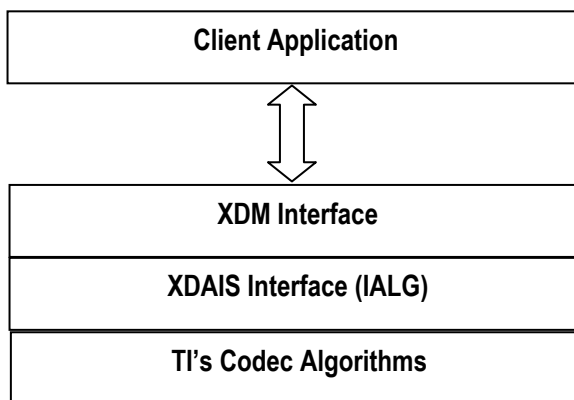 Client Application
XDM Interface
XDAIS Interface (IALG)
TI’s Codec Algorithms